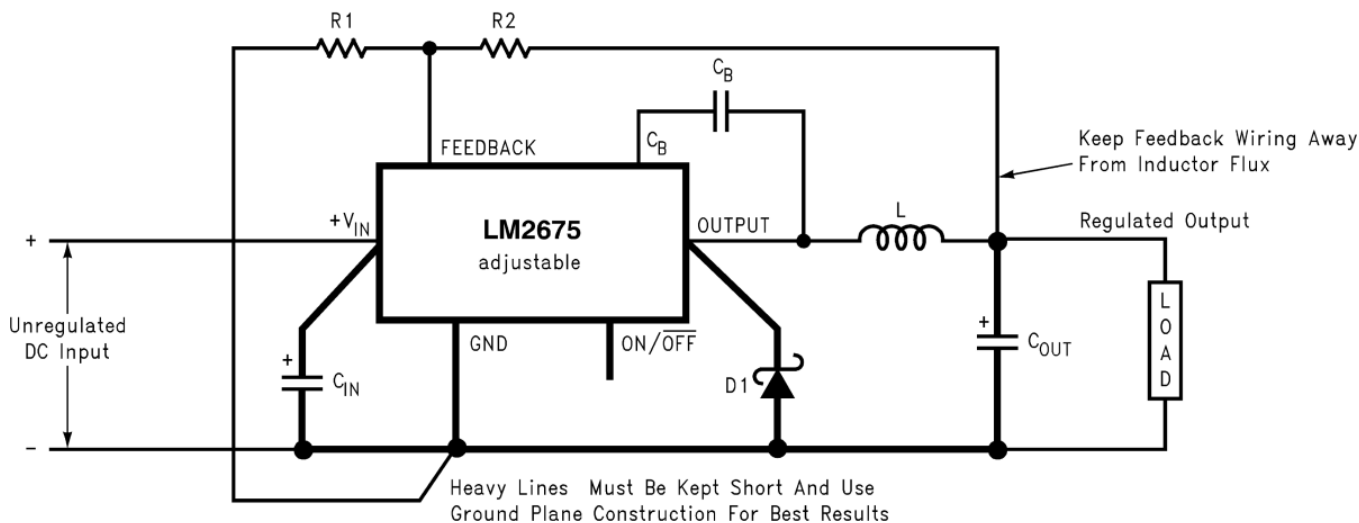 R1
R2
C_B
FEEDBACK
C_B
Keep Feedback Wiring Away
From Inductor Flux
+V_IN
LM2675
adjustable
OUTPUT
L
Regulated Output
+
Unregulated
DC Input
GND
ON/O̅F̅F̅
+
C_IN
D1
+
C_OUT
LOAD
−
Heavy Lines Must Be Kept Short And Use
Ground Plane Construction For Best Results